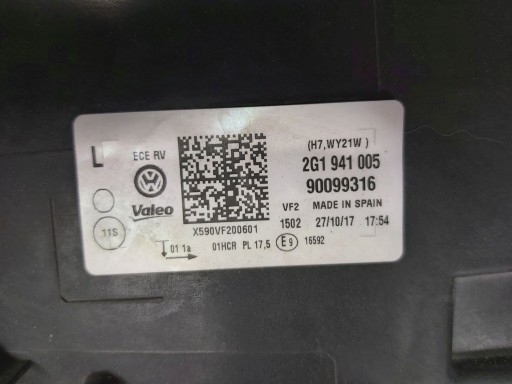 L
ECE RV
Valeo
11S
X590VF200601
(H7,WY21W )
2G1 941 005
90099316
VF2 MADE IN SPAIN
1502 27/10/17 17:54
01 1a 01HCR PL 17,5 E9 16592